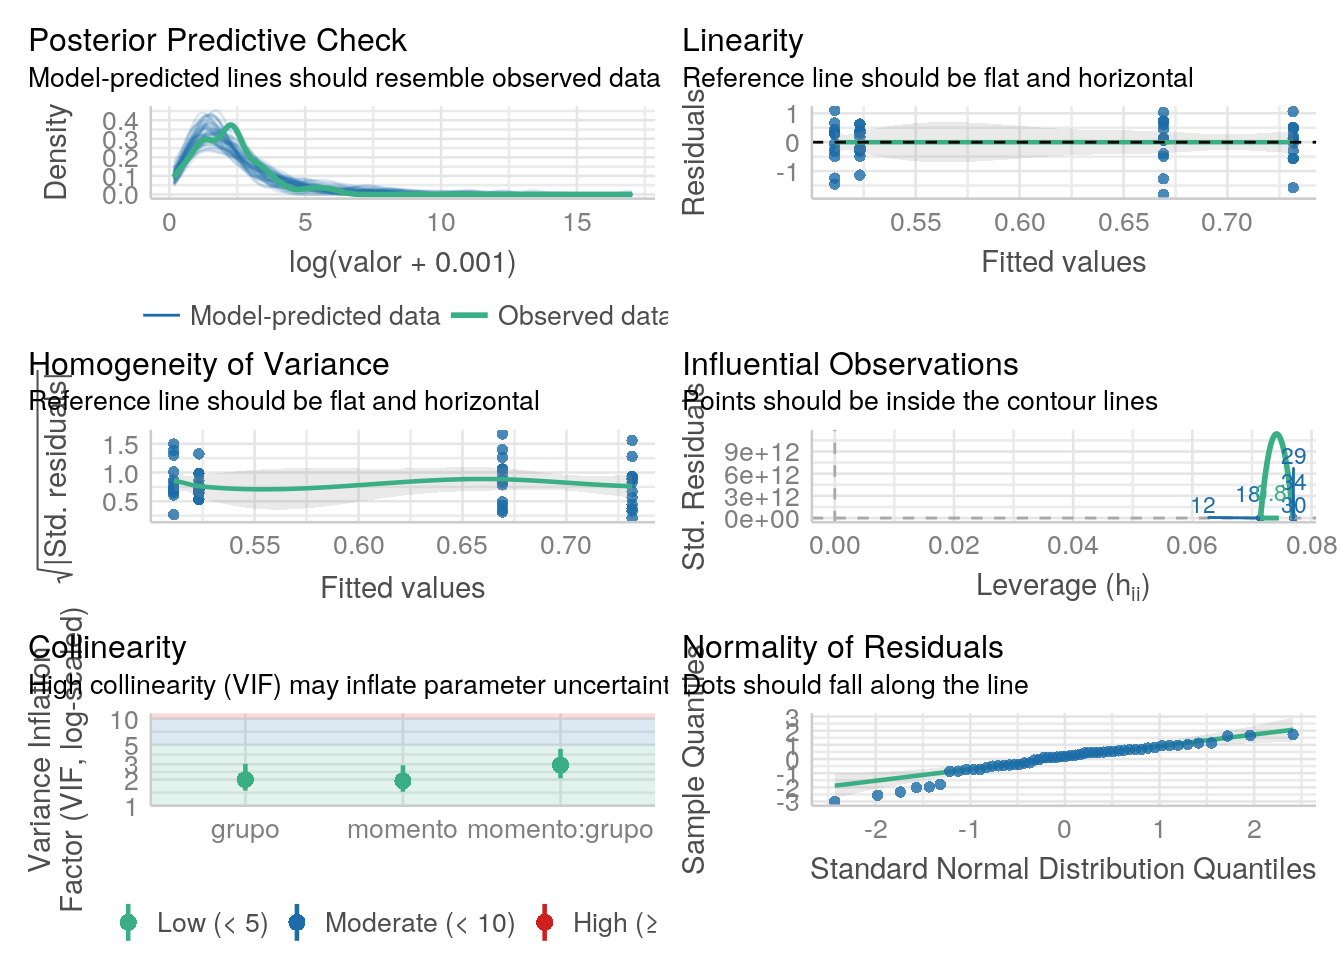 Posterior Predictive Check
Model-predicted lines should resemble observed data
Density
0.4
0.3
0.2
0.1
0.0
0 5 10 15
log(valor + 0.001)
Model-predicted data Observed data
Linearity
Reference line should be flat and horizontal
Residuals
1
0
-1
0.55 0.60 0.65 0.70
Fitted values
Homogeneity of Variance
Reference line should be flat and horizontal
√|Std. residuals|
1.5
1.0
0.5
0.55 0.60 0.65 0.70
Fitted values
Influential Observations
Points should be inside the contour lines
Std. Residuals
9e+12
6e+12
3e+12
0e+00
29
34
30
18
12
0.00 0.02 0.04 0.06 0.08
Leverage (hii)
Collinearity
High collinearity (VIF) may inflate parameter uncertaint
Variance Inflation
Factor (VIF, log-scaled)
10
5
3
2
1
grupo momento momento:grupo
Low (< 5) Moderate (< 10) High (≥
Normality of Residuals
Dots should fall along the line
Sample Quantiles
3
2
1
0
-1
-2
-3
-2 -1 0 1 2
Standard Normal Distribution Quantiles